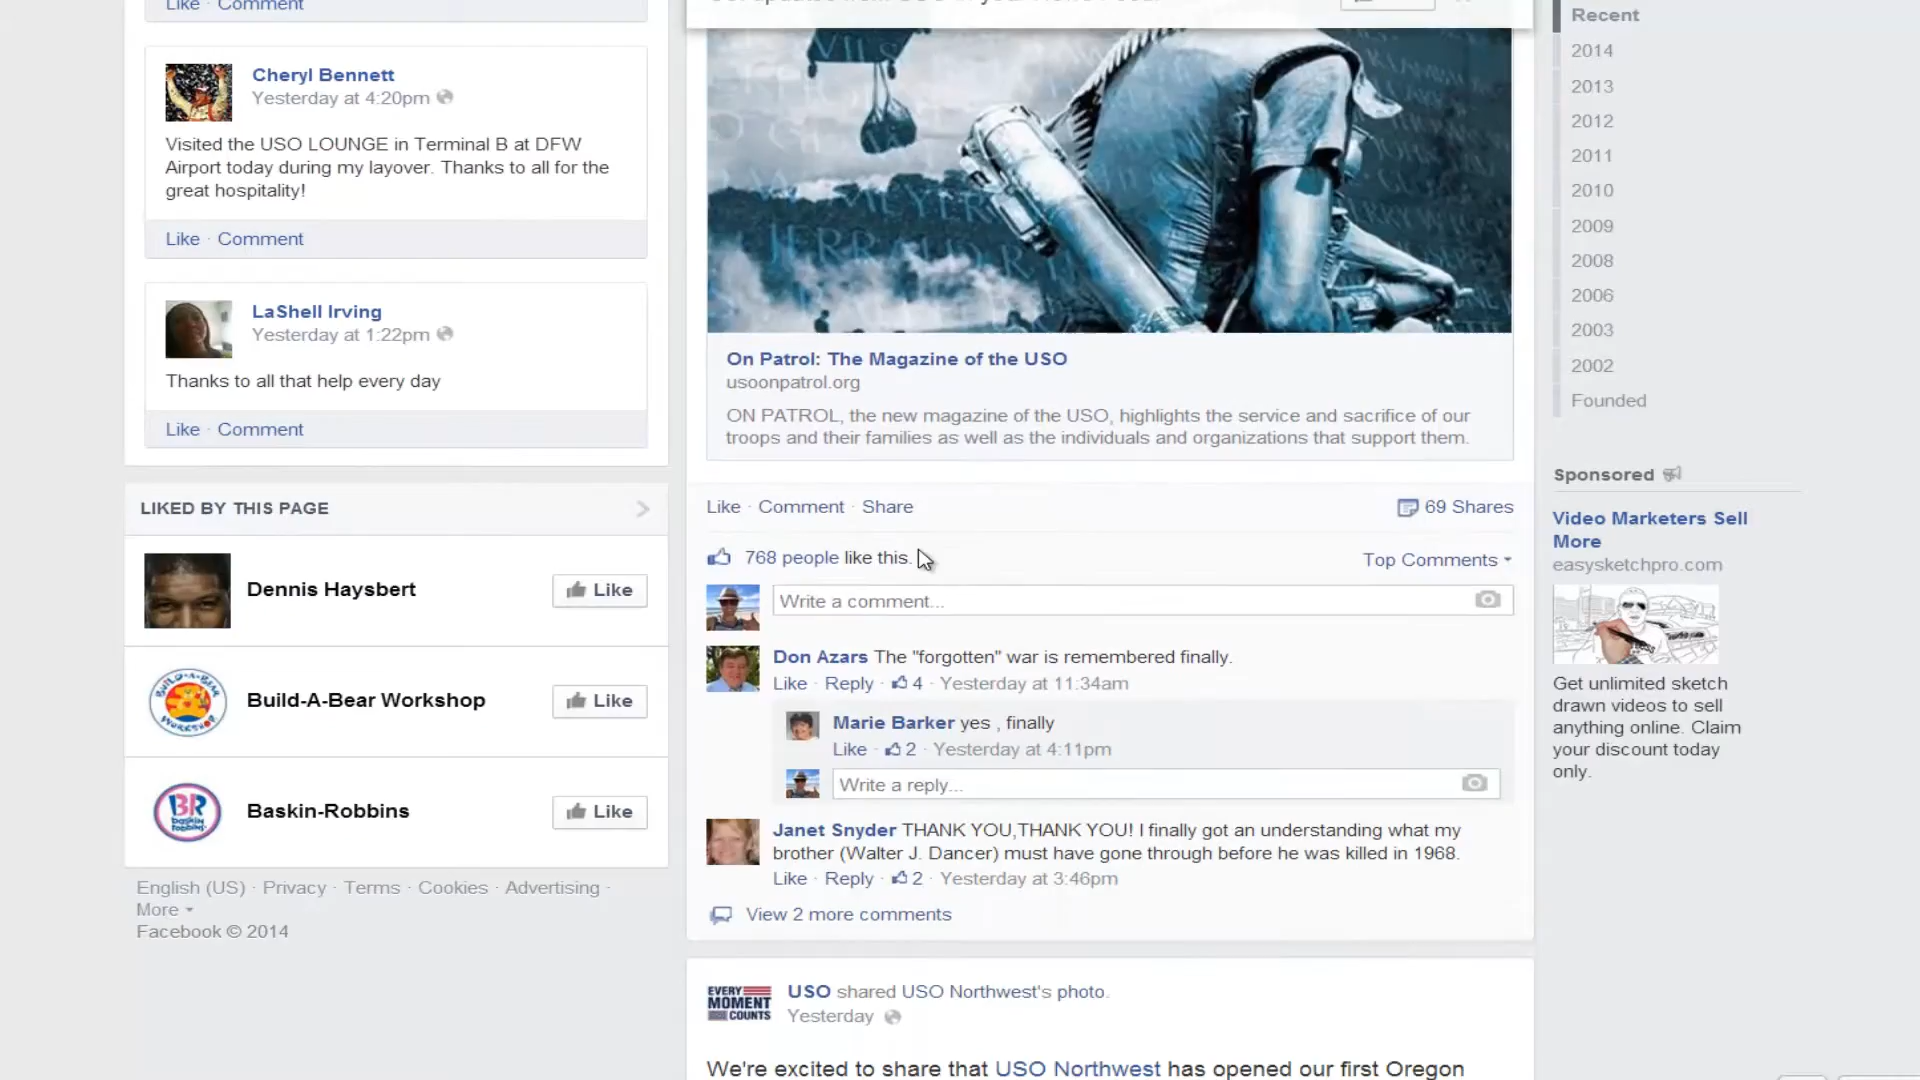 Like · Comment
Cheryl Bennett
Yesterday at 4:20pm
Visited the USO LOUNGE in Terminal B at DFW
Airport today during my layover. Thanks to all for the
great hospitality!
Like · Comment
LaShell Irving
Yesterday at 1:22pm
Thanks to all that help every day
Like · Comment
LIKED BY THIS PAGE
Dennis Haysbert
Like
Build-A-Bear Workshop
Like
Baskin-Robbins
Like
English (US) · Privacy · Terms · Cookies · Advertising ·
More
Facebook © 2014
JERRALD R
On Patrol: The Magazine of the USO
usoonpatrol.org
ON PATROL, the new magazine of the USO, highlights the service and sacrifice of our
troops and their families as well as the individuals and organizations that support them.
Like · Comment · Share
69 Shares
768 people like this.
Top Comments
Write a comment...
Don Azars The "forgotten" war is remembered finally.
Like · Reply · 4 · Yesterday at 11:34am
Marie Barker yes , finally
Like · 2 · Yesterday at 4:11pm
Write a reply...
Janet Snyder THANK YOU,THANK YOU! I finally got an understanding what my
brother (Walter J. Dancer) must have gone through before he was killed in 1968.
Like · Reply · 2 · Yesterday at 3:46pm
View 2 more comments
EVERY
MOMENT
COUNTS
USO shared USO Northwest's photo.
Yesterday
We're excited to share that USO Northwest has opened our first Oregon
Recent
2014
2013
2012
2011
2010
2009
2008
2006
2003
2002
Founded
Sponsored
Video Marketers Sell
More
easysketchpro.com
Get unlimited sketch
drawn videos to sell
anything online. Claim
your discount today
only.